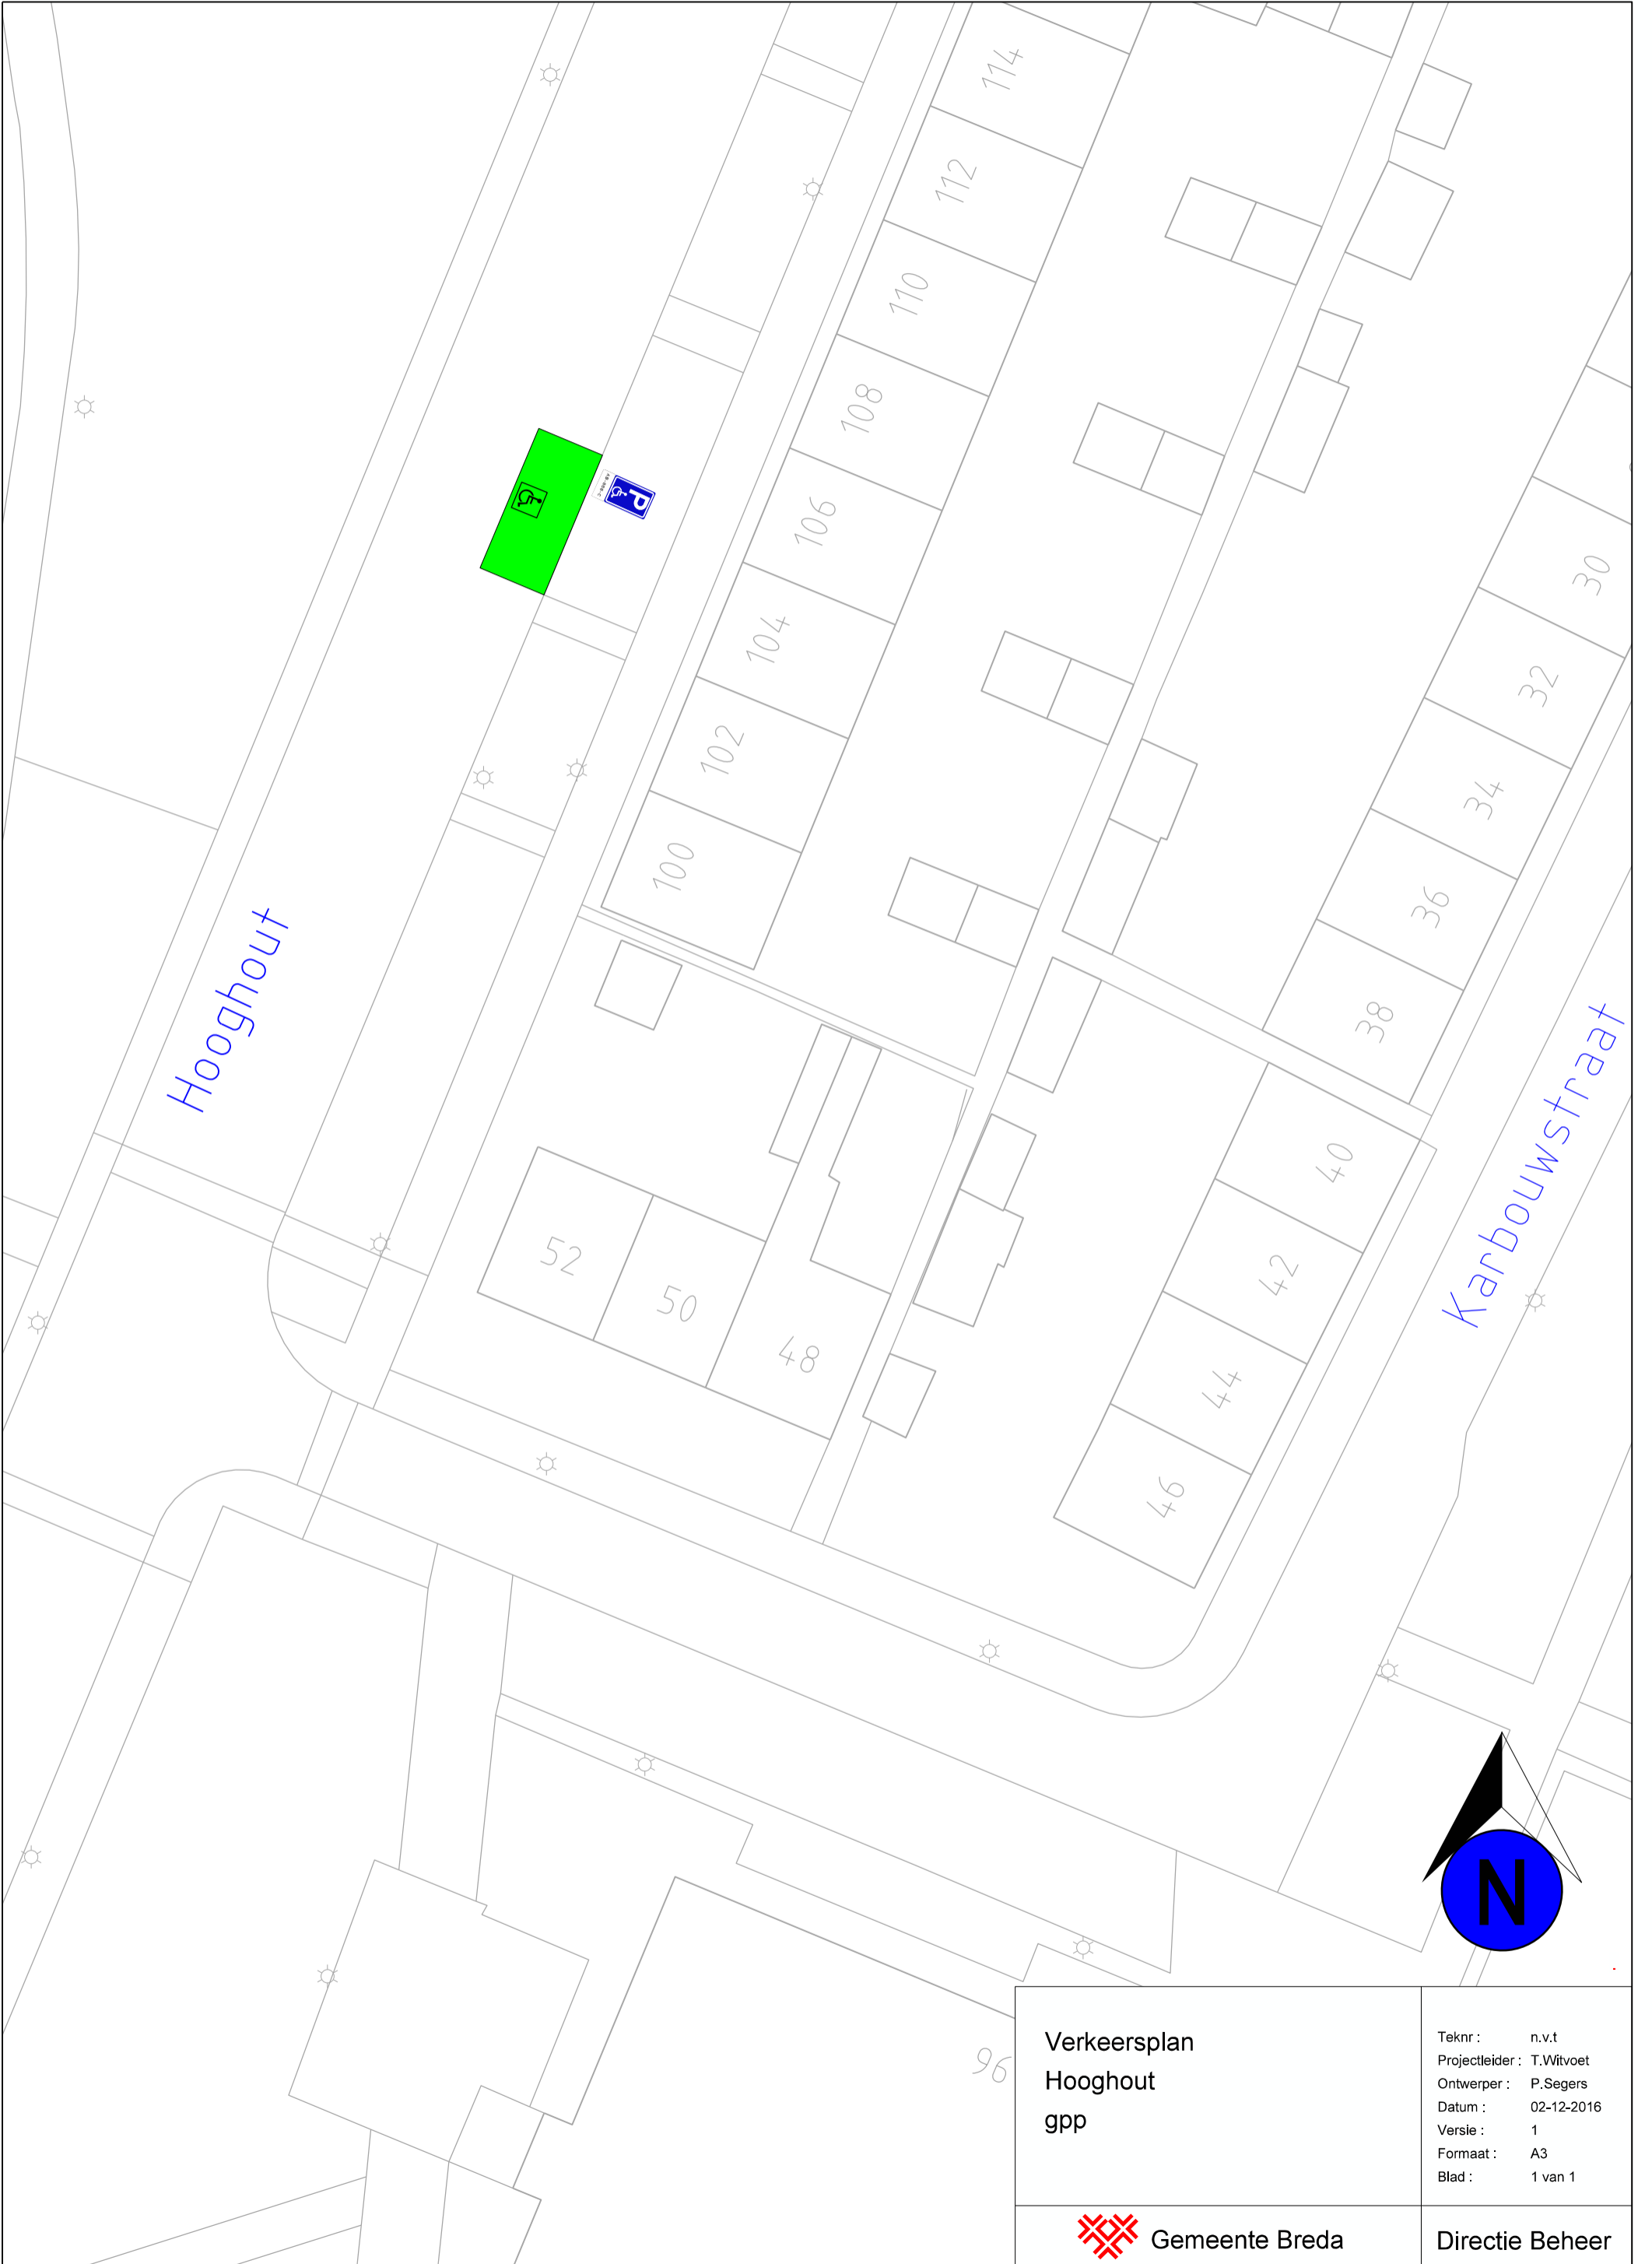 114
112
110
108
106
104
102
100
30
32
34
36
38
40
42
44
46
52
50
48
96
P
Hooghout
Karbouwstraat
N
Verkeersplan
Hooghout
gpp
Teknr : n.v.t
Projectleider : T.Witvoet
Ontwerper : P.Segers
Datum : 02-12-2016
Versie : 1
Formaat : A3
Blad : 1 van 1
Gemeente Breda
Directie Beheer